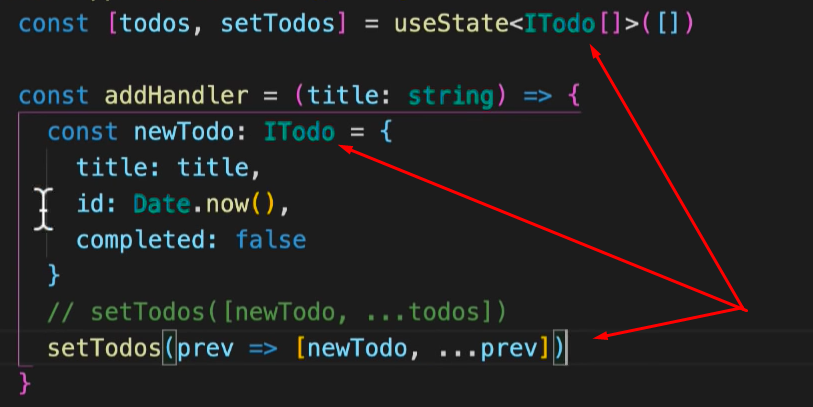 const [todos, setTodos] = useState<ITodo[]>([])
const addHandler = (title: string) => {
const newTodo: ITodo = {
title: title,
id: Date.now(),
completed: false
}
// setTodos([newTodo, ...todos])
setTodos(prev => [newTodo, ...prev])
}